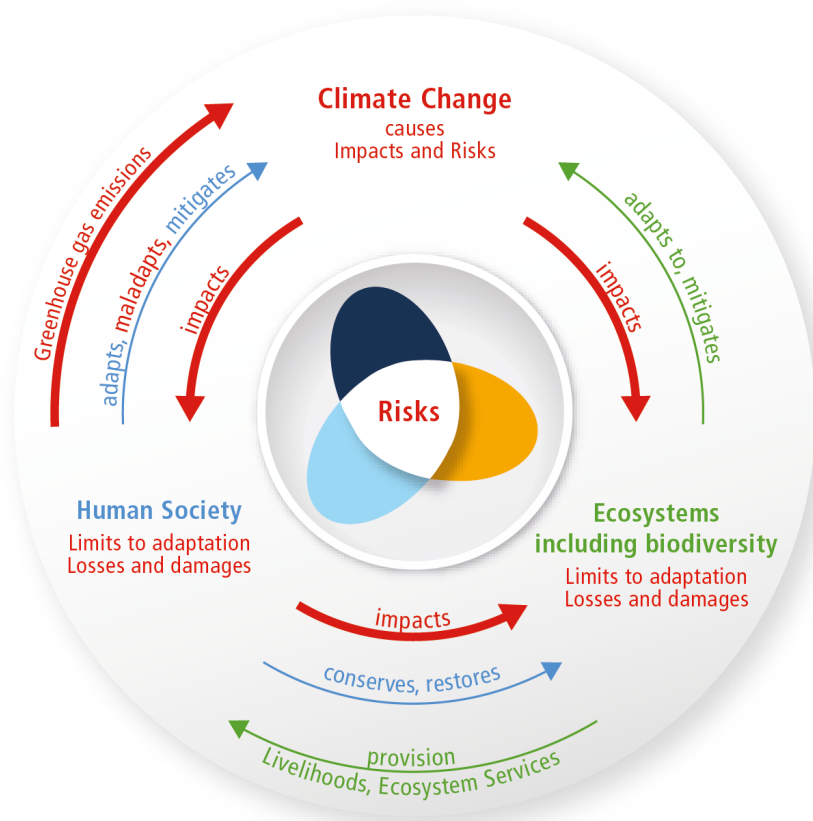 Climate Change
causes
Impacts and Risks
Greenhouse gas emissions
adapts, maladapts, mitigates
impacts
impacts
adapts to, mitigates
Risks
Human Society
Limits to adaptation
Losses and damages
Ecosystems
including biodiversity
Limits to adaptation
Losses and damages
impacts
conserves, restores
provision
Livelihoods, Ecosystem Services